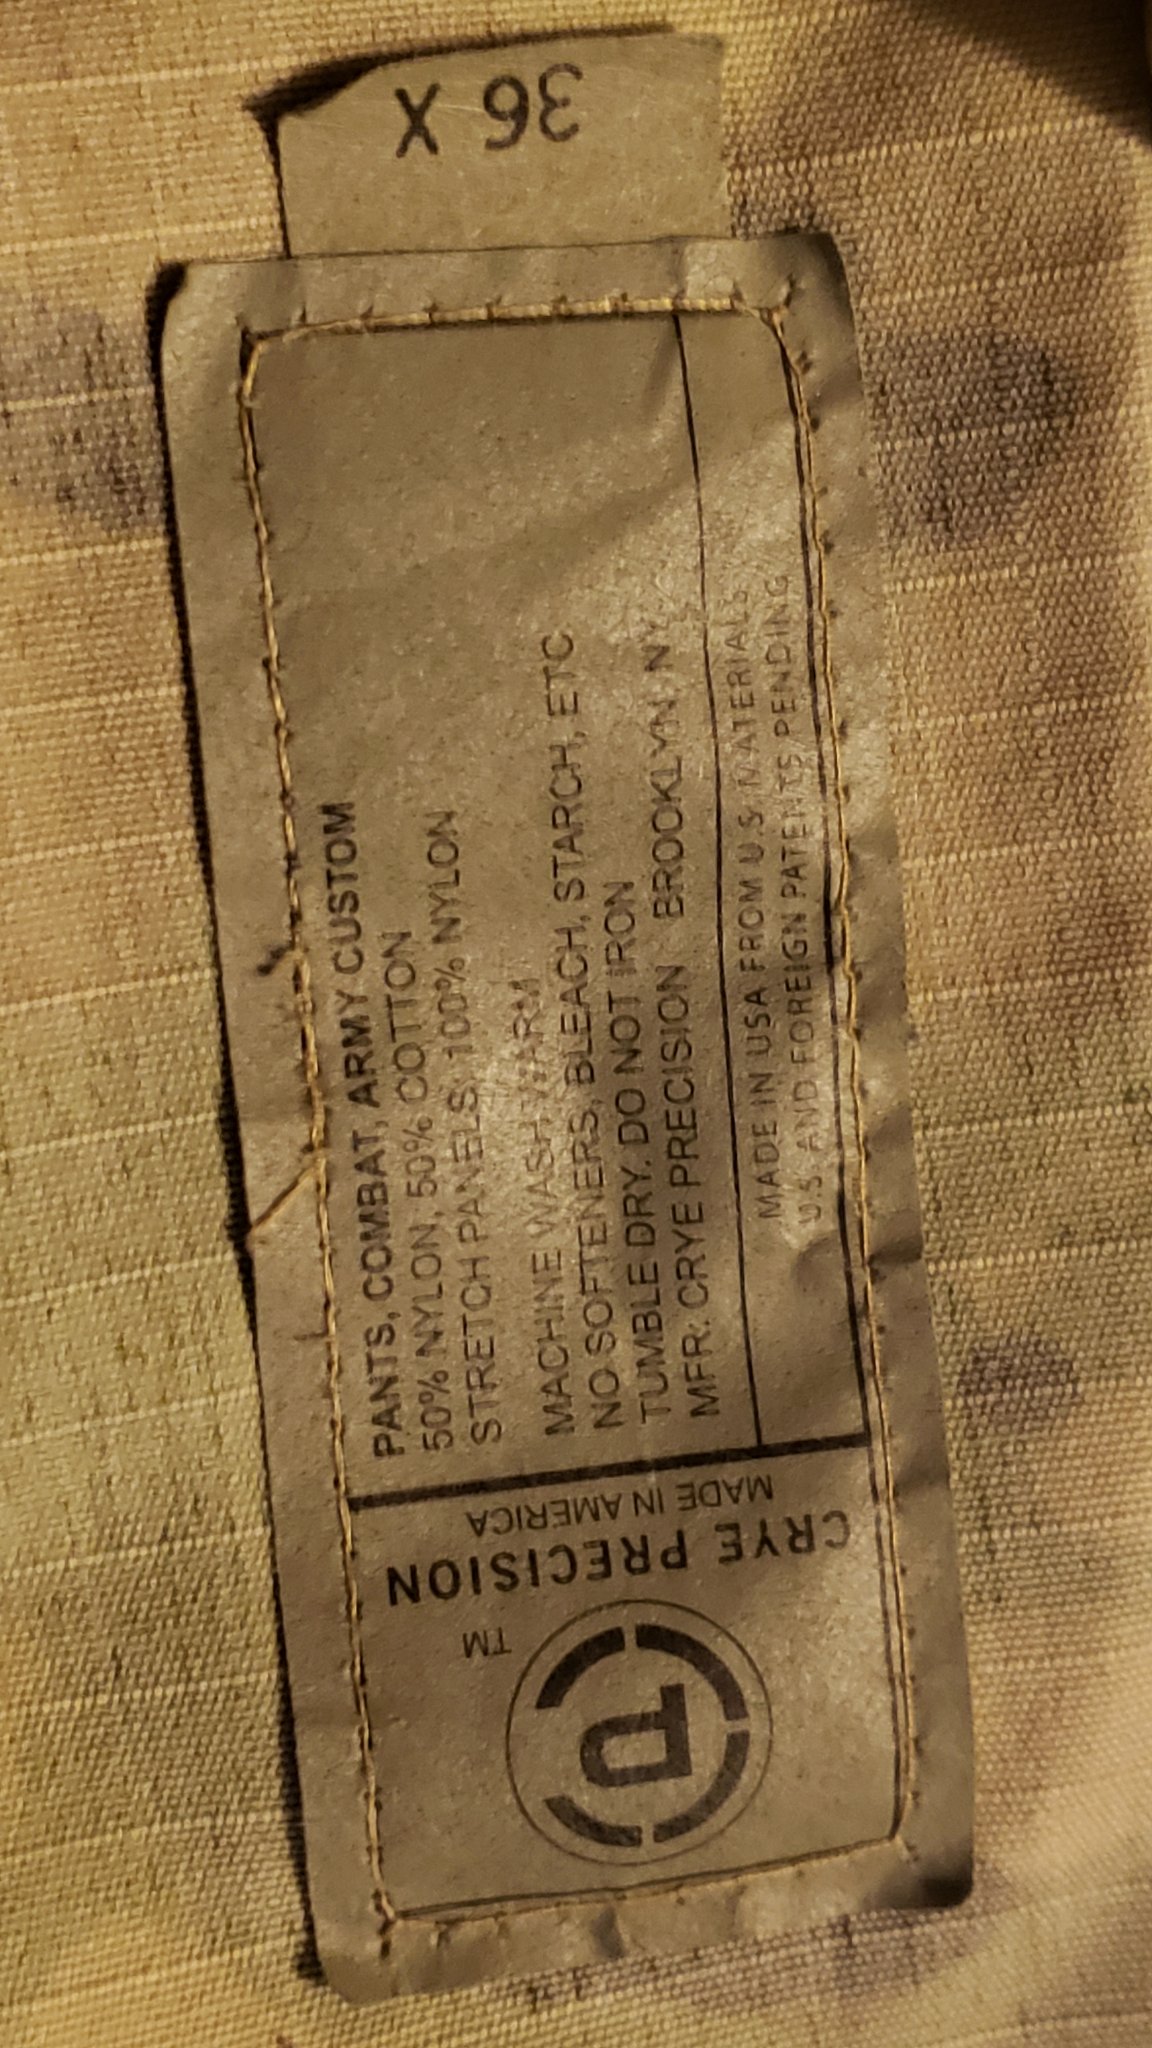 36 X
PANTS, COMBAT, ARMY CUSTOM
50% NYLON, 50% COTTON
STRETCH PANELS: 100% NYLON
MACHINE WASH WARM
NO SOFTENERS, BLEACH, STARCH, ETC
TUMBLE DRY. DO NOT IRON
MFR: CRYE PRECISION BROOKLYN, NY
MADE IN USA FROM U.S. MATERIALS.
U.S. AND FOREIGN PATENTS PENDING
CRYE PRECISION
MADE IN AMERICA
TM